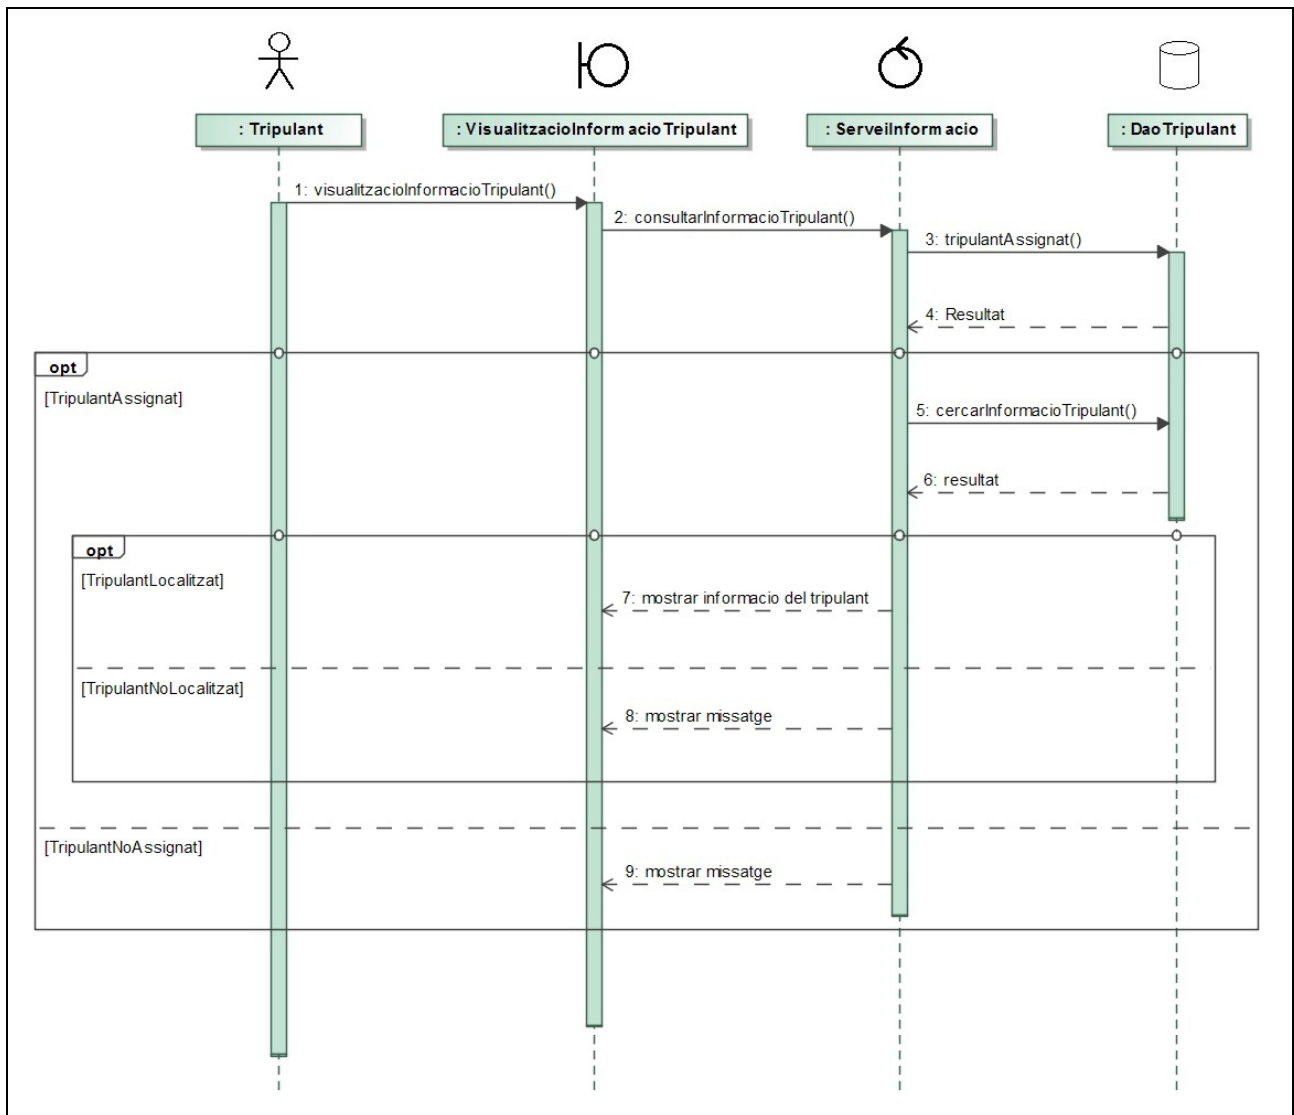 : Tripulant
: VisualitzacioInformacioTripulant
: ServeiInformacio
: DaoTripulant
1: visualitzacioInformacioTripulant()
2: consultarInformacioTripulant()
3: tripulantAssignat()
4: Resultat
opt
[TripulantAssignat]
5: cercarInformacioTripulant()
6: resultat
opt
[TripulantLocalitzat]
7: mostrar informacio del tripulant
[TripulantNoLocalitzat]
8: mostrar missatge
[TripulantNoAssignat]
9: mostrar missatge